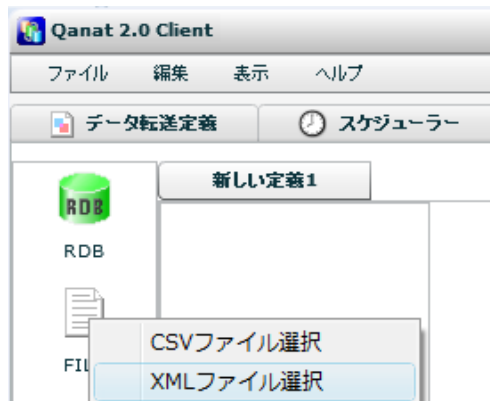 Qanat 2.0 Client
ファイル 編集 表示 ヘルプ
データ転送定義 スケジューラー
新しい定義1
RDB
RDB
CSVファイル選択
XMLファイル選択